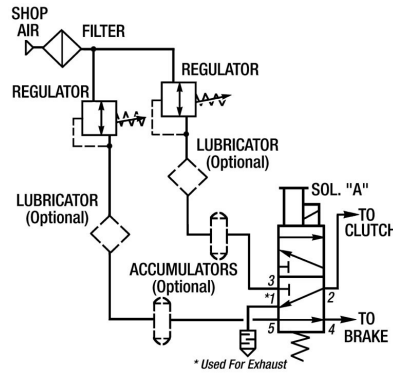 SHOP
AIR
FILTER
REGULATOR
REGULATOR
LUBRICATOR
(Optional)
SOL. "A"
LUBRICATOR
(Optional)
TO
CLUTCH
ACCUMULATORS
(Optional)
3
*1
2
5
4
TO
BRAKE
* Used For Exhaust